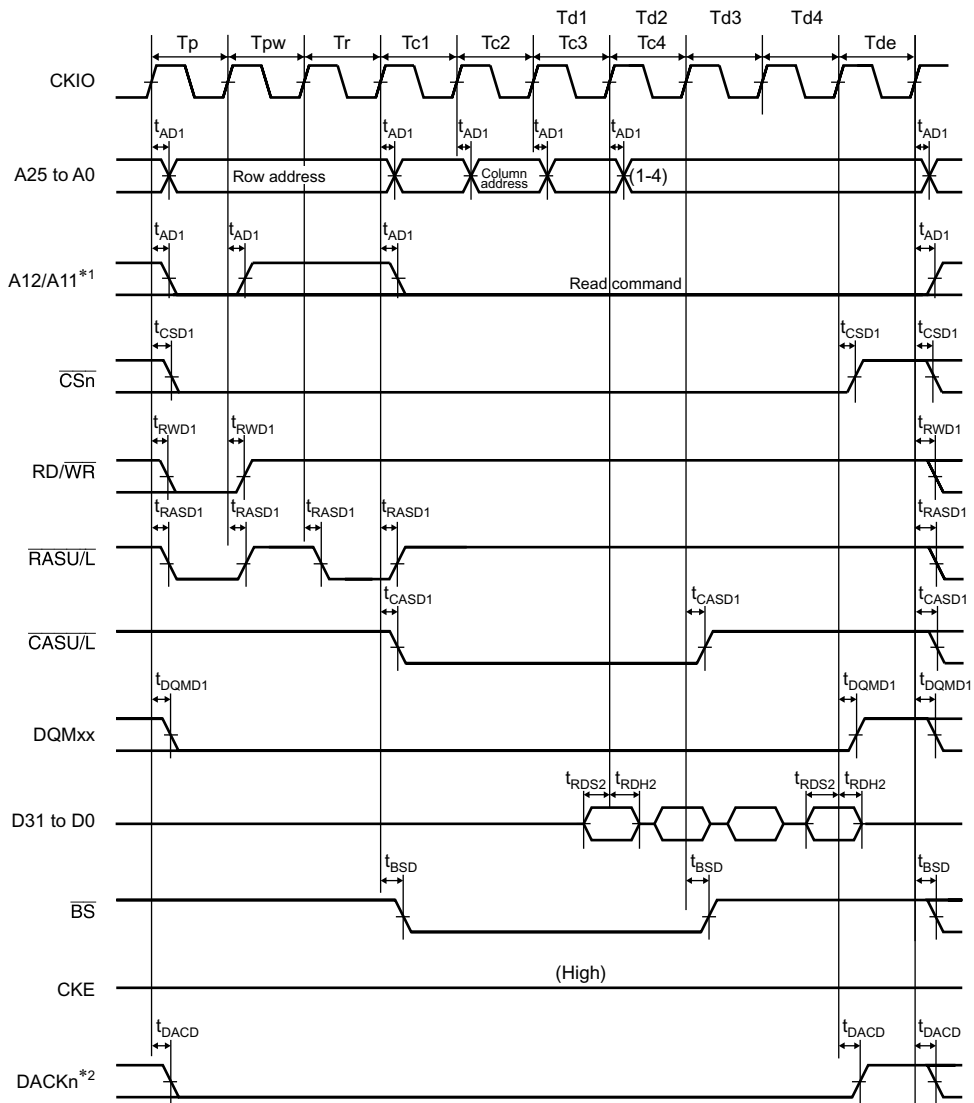 Td1 Td2 Td3 Td4
Tp Tpw Tr Tc1 Tc2 Tc3 Tc4 Tde
CKIO
tAD1 tAD1 tAD1 tAD1 tAD1 tAD1
A25 to A0 Row address Column address (1-4)
tAD1 tAD1 tAD1 tAD1
A12/A11*1 Read command
tCSD1 tCSD1 tCSD1
CSn
tRWD1 tRWD1 tRWD1
RD/WR
tRASD1 tRASD1 tRASD1 tRASD1 tRASD1
RASU/L
tCASD1 tCASD1 tCASD1
CASU/L
tDQMD1 tDQMD1 tDQMD1
DQMxx
tRDS2 tRDH2 tRDS2 tRDH2
D31 to D0
tBSD tBSD tBSD
BS
(High)
CKE
tDACD tDACD tDACD
DACKn*2